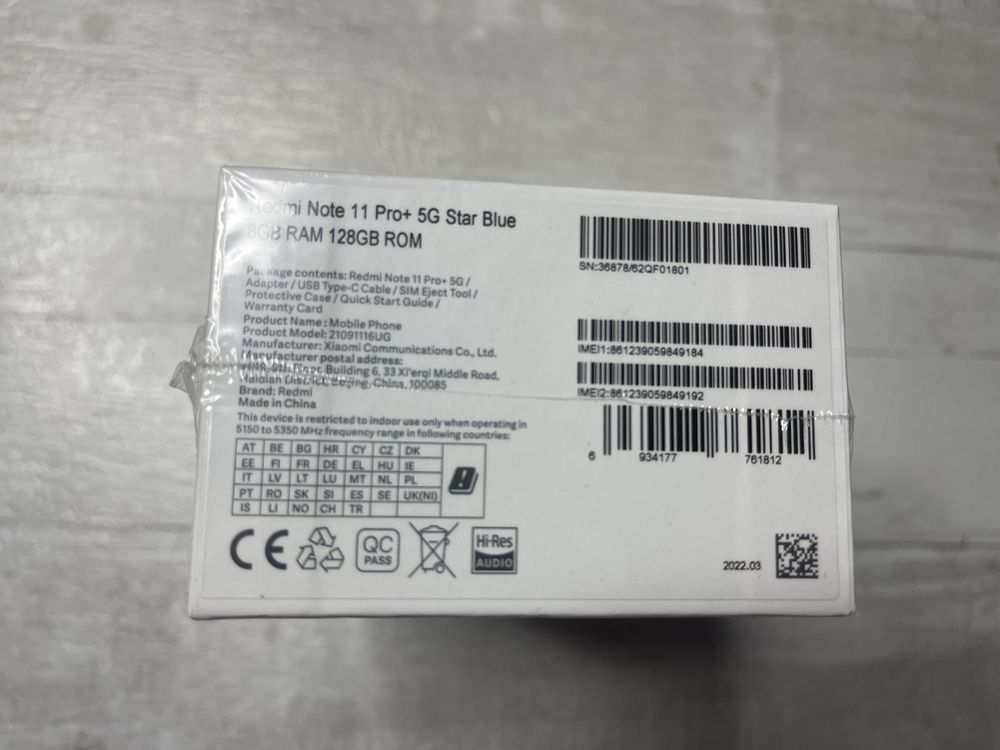 Redmi Note 11 Pro+ 5G Star Blue
8GB RAM 128GB ROM
Package contents: Redmi Note 11 Pro+ 5G /
Adapter / USB Type-C Cable / SIM Eject Tool /
Protective Case / Quick Start Guide /
Warranty Card
Product Name : Mobile Phone
Product Model: 21091116UG
Manufacturer: Xiaomi Communications Co., Ltd.
Manufacturer postal address:
9th Floor, Building 6, 33 Xi'erqi Middle Road,
Haidian District, Beijing, China, 100085
Brand: Redmi
Made in China
This device is restricted to indoor use only when operating in
5150 to 5350 MHz frequency range in following countries:
AT BE BG HR CY CZ DK
EE FI FR DE EL HU IE
IT LV LT LU MT NL PL
PT RO SK SI ES SE UK(NI)
IS LI NO CH TR
CE
QC
PASS
Hi-Res
AUDIO
SN:36878/62QF01801
IMEI1:861239059849184
IMEI2:861239059849192
6 934177 761812
2022.03